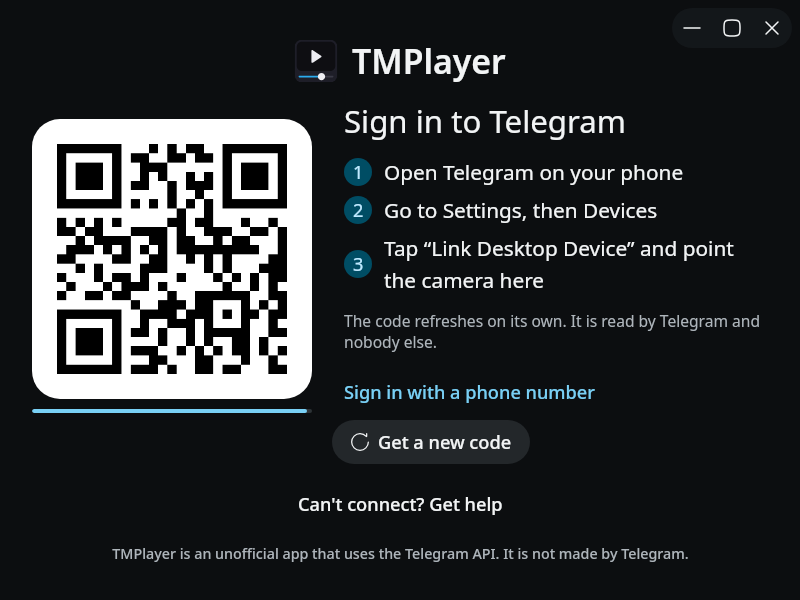 TMPlayer
Sign in to Telegram
1 Open Telegram on your phone
2 Go to Settings, then Devices
3 Tap “Link Desktop Device” and point
the camera here
The code refreshes on its own. It is read by Telegram and
nobody else.
Sign in with a phone number
Get a new code
Can't connect? Get help
TMPlayer is an unofficial app that uses the Telegram API. It is not made by Telegram.